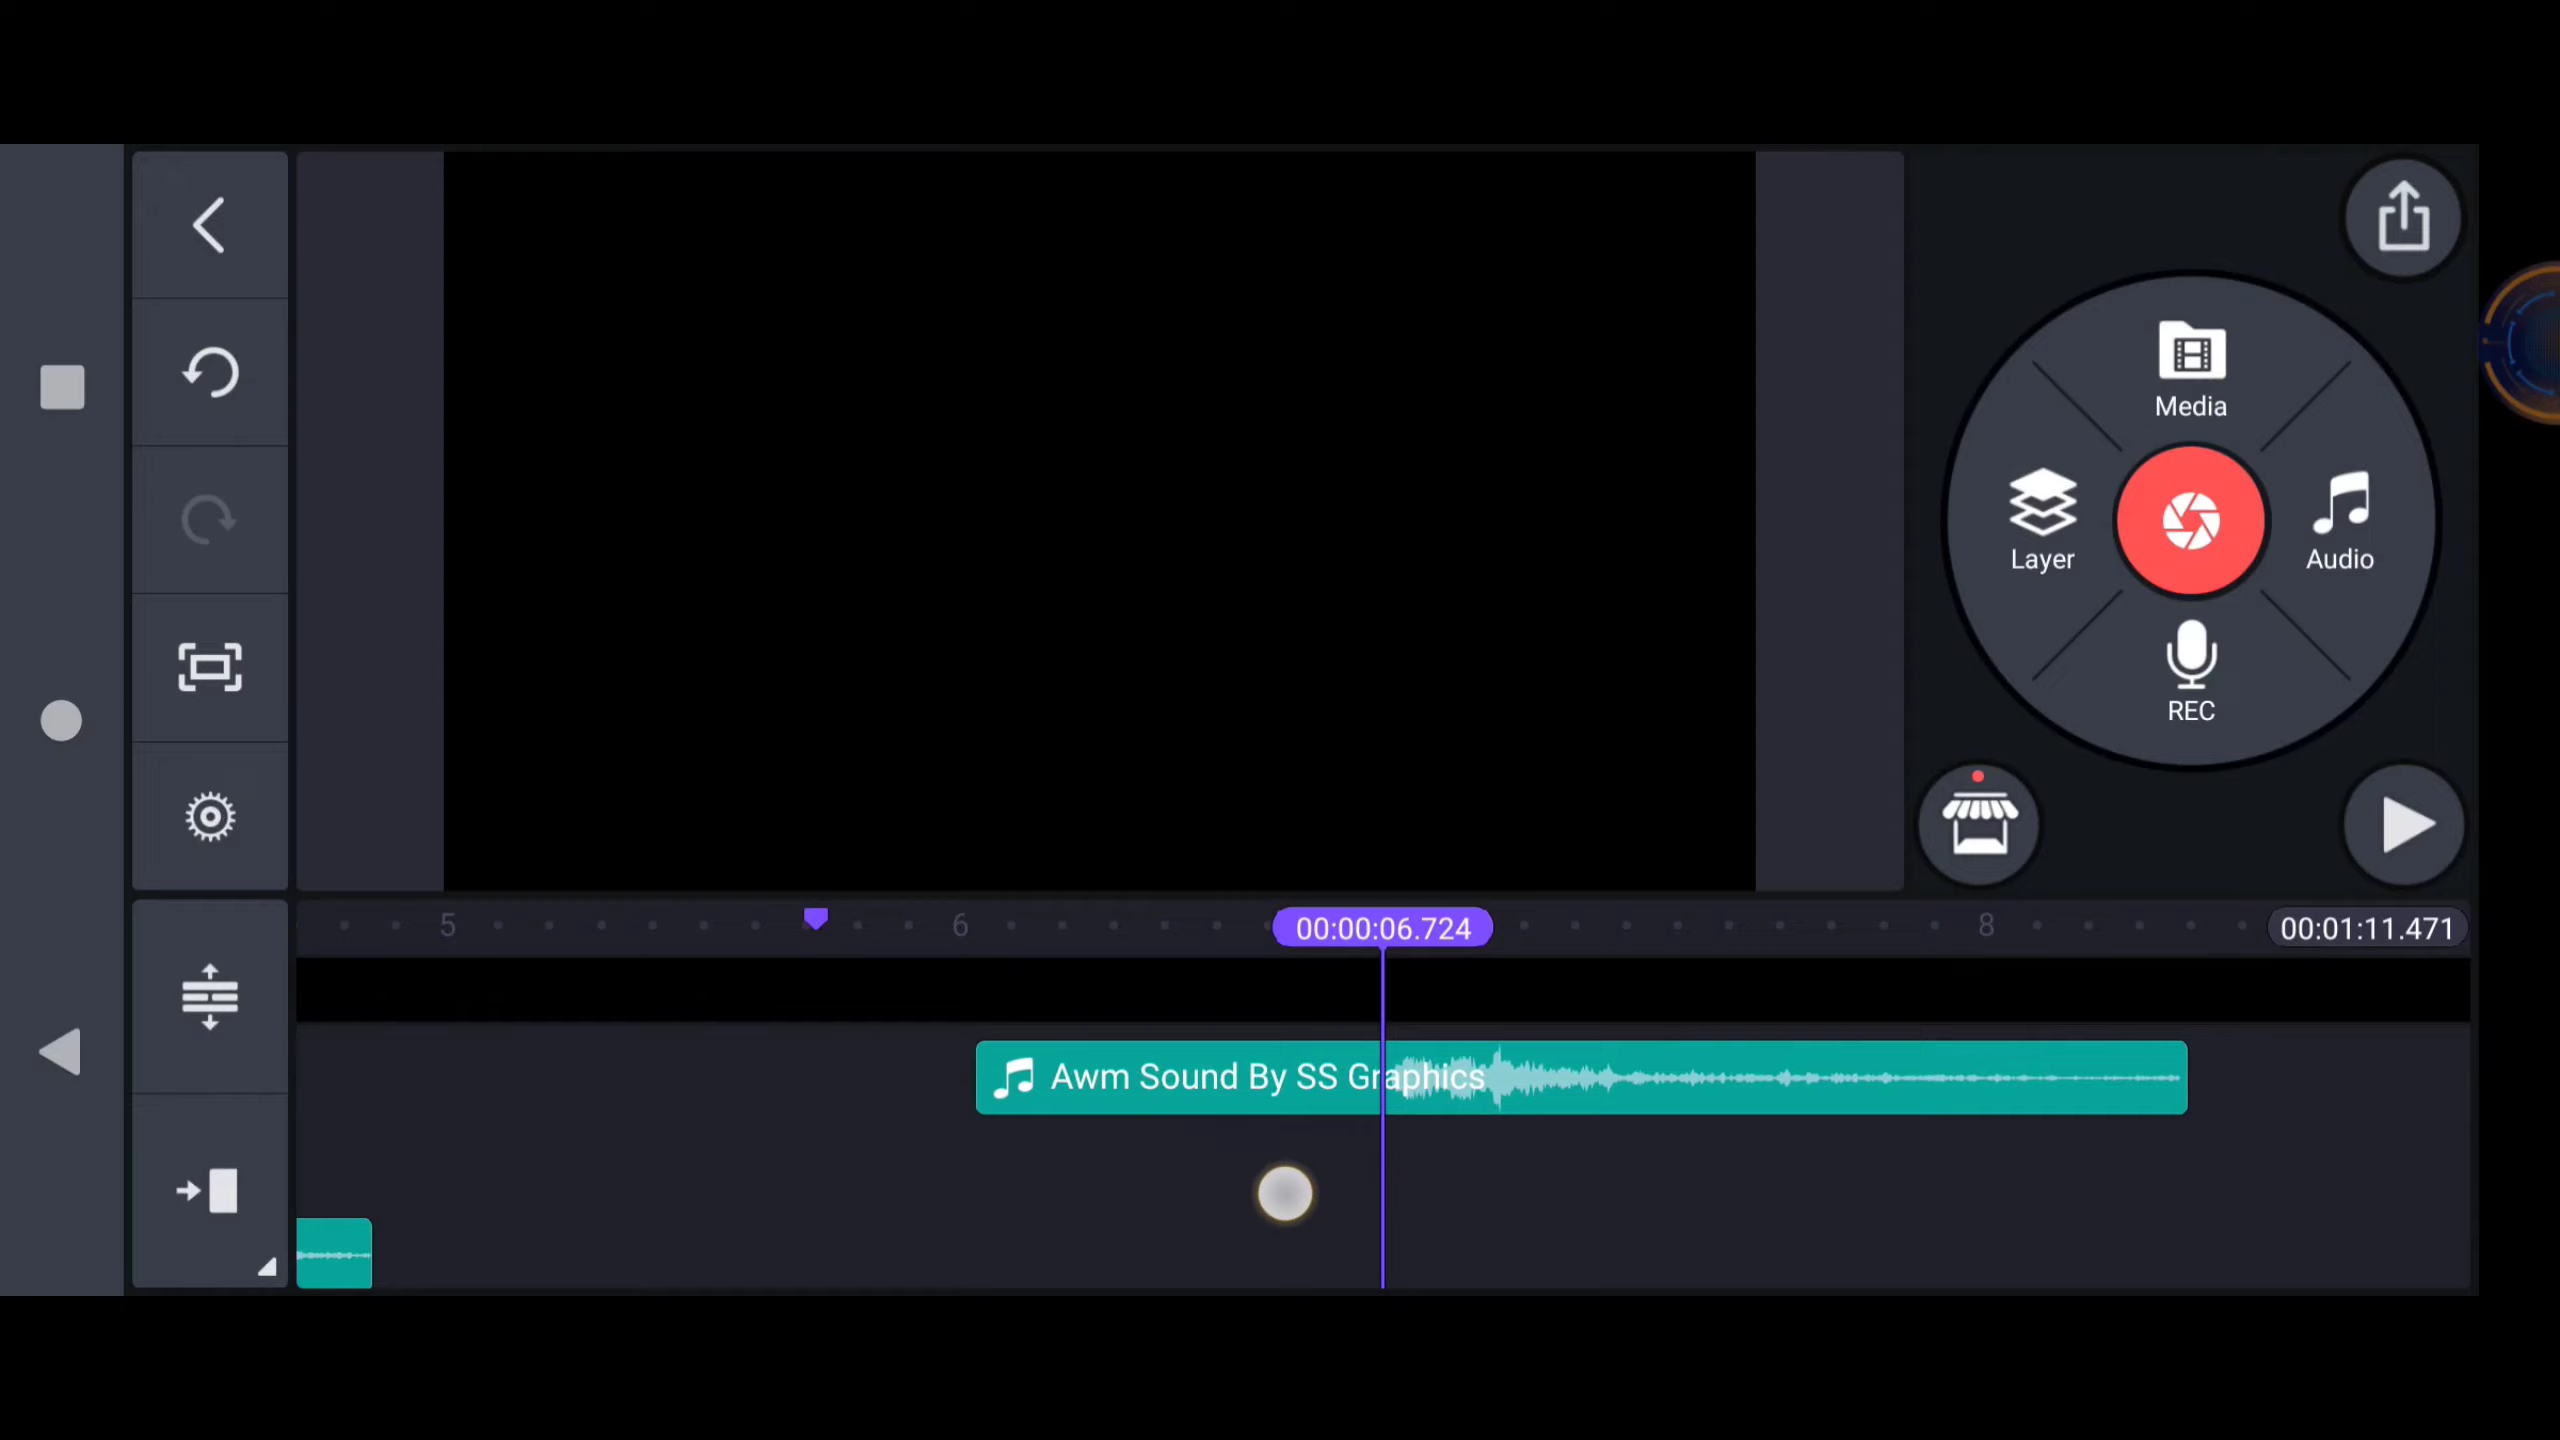 Media
Layer
Audio
REC
5
6
00:00:06.724
8
00:01:11.471
Awm Sound By SS Graphics